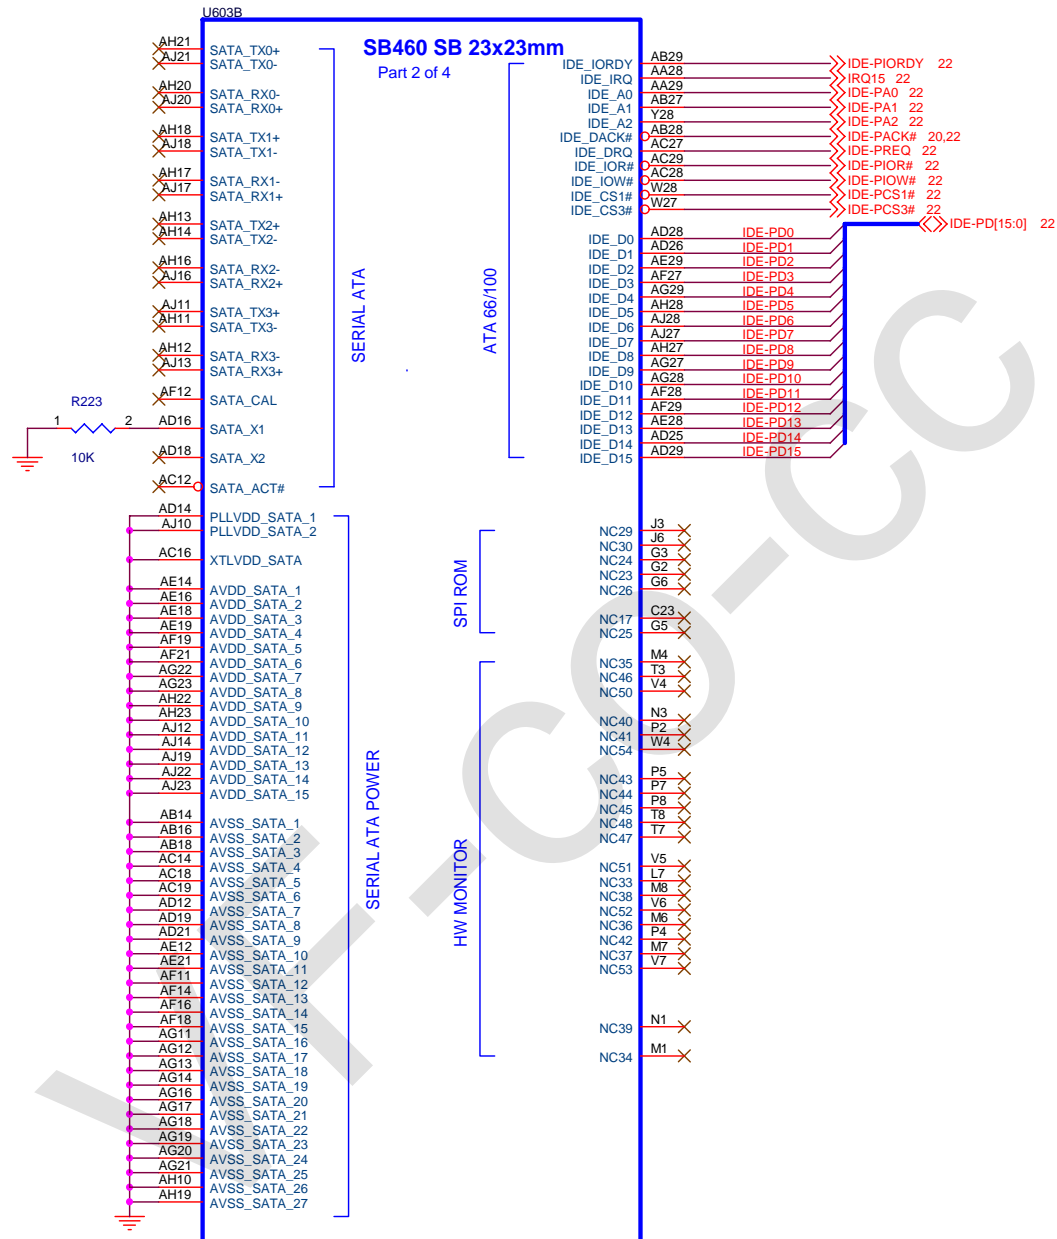 U603B
SB460 SB 23x23mm
Part 2 of 4
AH21 SATA_TX0+
AJ21 SATA_TX0-
AH20 SATA_RX0-
AJ20 SATA_RX0+
AH18 SATA_TX1+
AJ18 SATA_TX1-
AH17 SATA_RX1-
AJ17 SATA_RX1+
AH13 SATA_TX2+
AH14 SATA_TX2-
AH16 SATA_RX2-
AJ16 SATA_RX2+
AJ11 SATA_TX3+
AH11 SATA_TX3-
AH12 SATA_RX3-
AJ13 SATA_RX3+
AF12 SATA_CAL
R223
1 2 AD16 SATA_X1
10K
AD18 SATA_X2
AC12 SATA_ACT#
SERIAL ATA
AD14 PLLVDD_SATA_1
AJ10 PLLVDD_SATA_2
AC16 XTLVDD_SATA
AE14 AVDD_SATA_1
AE16 AVDD_SATA_2
AE18 AVDD_SATA_3
AE19 AVDD_SATA_4
AF19 AVDD_SATA_5
AF21 AVDD_SATA_6
AG22 AVDD_SATA_7
AG23 AVDD_SATA_8
AH22 AVDD_SATA_9
AH23 AVDD_SATA_10
AJ12 AVDD_SATA_11
AJ14 AVDD_SATA_12
AJ19 AVDD_SATA_13
AJ22 AVDD_SATA_14
AJ23 AVDD_SATA_15
AB14 AVSS_SATA_1
AB16 AVSS_SATA_2
AB18 AVSS_SATA_3
AC14 AVSS_SATA_4
AC18 AVSS_SATA_5
AC19 AVSS_SATA_6
AD12 AVSS_SATA_7
AD19 AVSS_SATA_8
AD21 AVSS_SATA_9
AE12 AVSS_SATA_10
AE21 AVSS_SATA_11
AF11 AVSS_SATA_12
AF14 AVSS_SATA_13
AF16 AVSS_SATA_14
AF18 AVSS_SATA_15
AG11 AVSS_SATA_16
AG12 AVSS_SATA_17
AG13 AVSS_SATA_18
AG14 AVSS_SATA_19
AG16 AVSS_SATA_20
AG17 AVSS_SATA_21
AG18 AVSS_SATA_22
AG19 AVSS_SATA_23
AG20 AVSS_SATA_24
AG21 AVSS_SATA_25
AH10 AVSS_SATA_26
AH19 AVSS_SATA_27
SERIAL ATA POWER
ATA 66/100
IDE_IORDY AB29 IDE-PIORDY 22
IDE_IRQ AA28 IRQ15 22
IDE_A0 AA29 IDE-PA0 22
IDE_A1 AB27 IDE-PA1 22
IDE_A2 Y28 IDE-PA2 22
IDE_DACK# AB28 IDE-PACK# 20,22
IDE_DRQ AC27 IDE-PREQ 22
IDE_IOR# AC29 IDE-PIOR# 22
IDE_IOW# AC28 IDE-PIOW# 22
IDE_CS1# W28 IDE-PCS1# 22
IDE_CS3# W27 IDE-PCS3# 22
IDE-PD[15:0] 22
IDE_D0 AD28 IDE-PD0
IDE_D1 AD26 IDE-PD1
IDE_D2 AE29 IDE-PD2
IDE_D3 AF27 IDE-PD3
IDE_D4 AG29 IDE-PD4
IDE_D5 AH28 IDE-PD5
IDE_D6 AJ28 IDE-PD6
IDE_D7 AJ27 IDE-PD7
IDE_D8 AH27 IDE-PD8
IDE_D9 AG27 IDE-PD9
IDE_D10 AG28 IDE-PD10
IDE_D11 AF28 IDE-PD11
IDE_D12 AF29 IDE-PD12
IDE_D13 AE28 IDE-PD13
IDE_D14 AD25 IDE-PD14
IDE_D15 AD29 IDE-PD15
SPI ROM
NC29 J3
NC30 J6
NC24 G3
NC23 G2
NC26 G6
NC17 C23
NC25 G5
HW MONITOR
NC35 M4
NC46 T3
NC50 V4
NC40 N3
NC41 P2
NC54 W4
NC43 P5
NC44 P7
NC45 P8
NC48 T8
NC47 T7
NC51 V5
NC33 L7
NC38 M8
NC52 V6
NC36 M6
NC42 P4
NC37 M7
NC53 V7
NC39 N1
NC34 M1